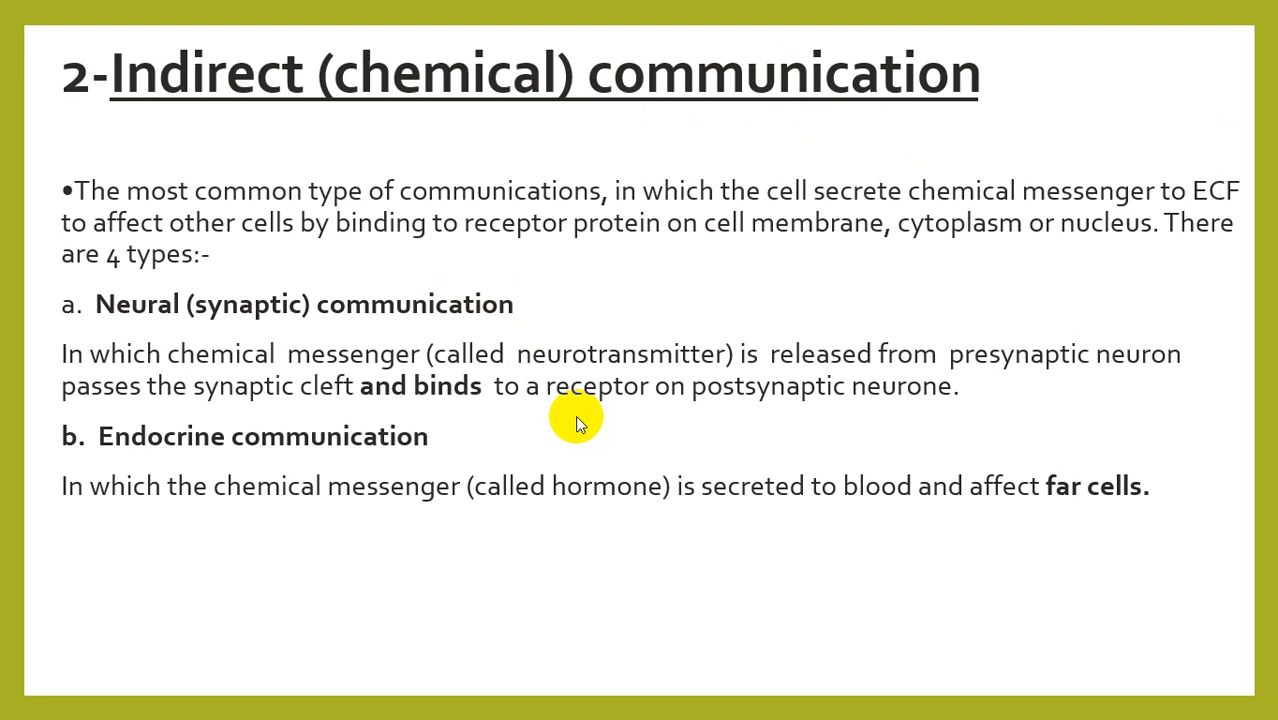 2-Indirect (chemical) communication
•The most common type of communications, in which the cell secrete chemical messenger to ECF
to affect other cells by binding to receptor protein on cell membrane, cytoplasm or nucleus. There
are 4 types:-
a. Neural (synaptic) communication
In which chemical messenger (called neurotransmitter) is released from presynaptic neuron
passes the synaptic cleft and binds to a receptor on postsynaptic neurone.
b. Endocrine communication
In which the chemical messenger (called hormone) is secreted to blood and affect far cells.